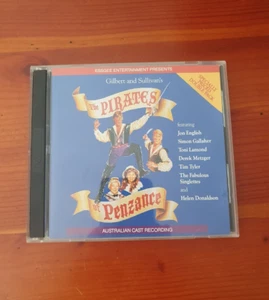 ESSGEE ENTERTAINMENT PRESENTS
Gilbert and Sullivan's
The PIRATES
of Penzance
featuring
Jon English
Simon Gallaher
Toni Lamond
Derek Metzger
Tim Tyler
The Fabulous
Singlettes
and
Helen Donaldson
AUSTRALIAN CAST RECORDING